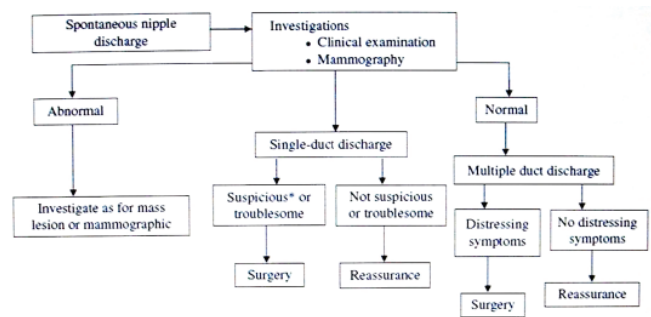 Spontaneous nipple
discharge
Investigations
• Clinical examination
• Mammography
Abnormal
Normal
Single-duct discharge
Multiple duct discharge
Investigate as for mass
lesion or mammographic
Suspicious* or
troublesome
Not suspicious
or troublesome
Distressing
symptoms
No distressing
symptoms
Surgery
Reassurance
Surgery
Reassurance